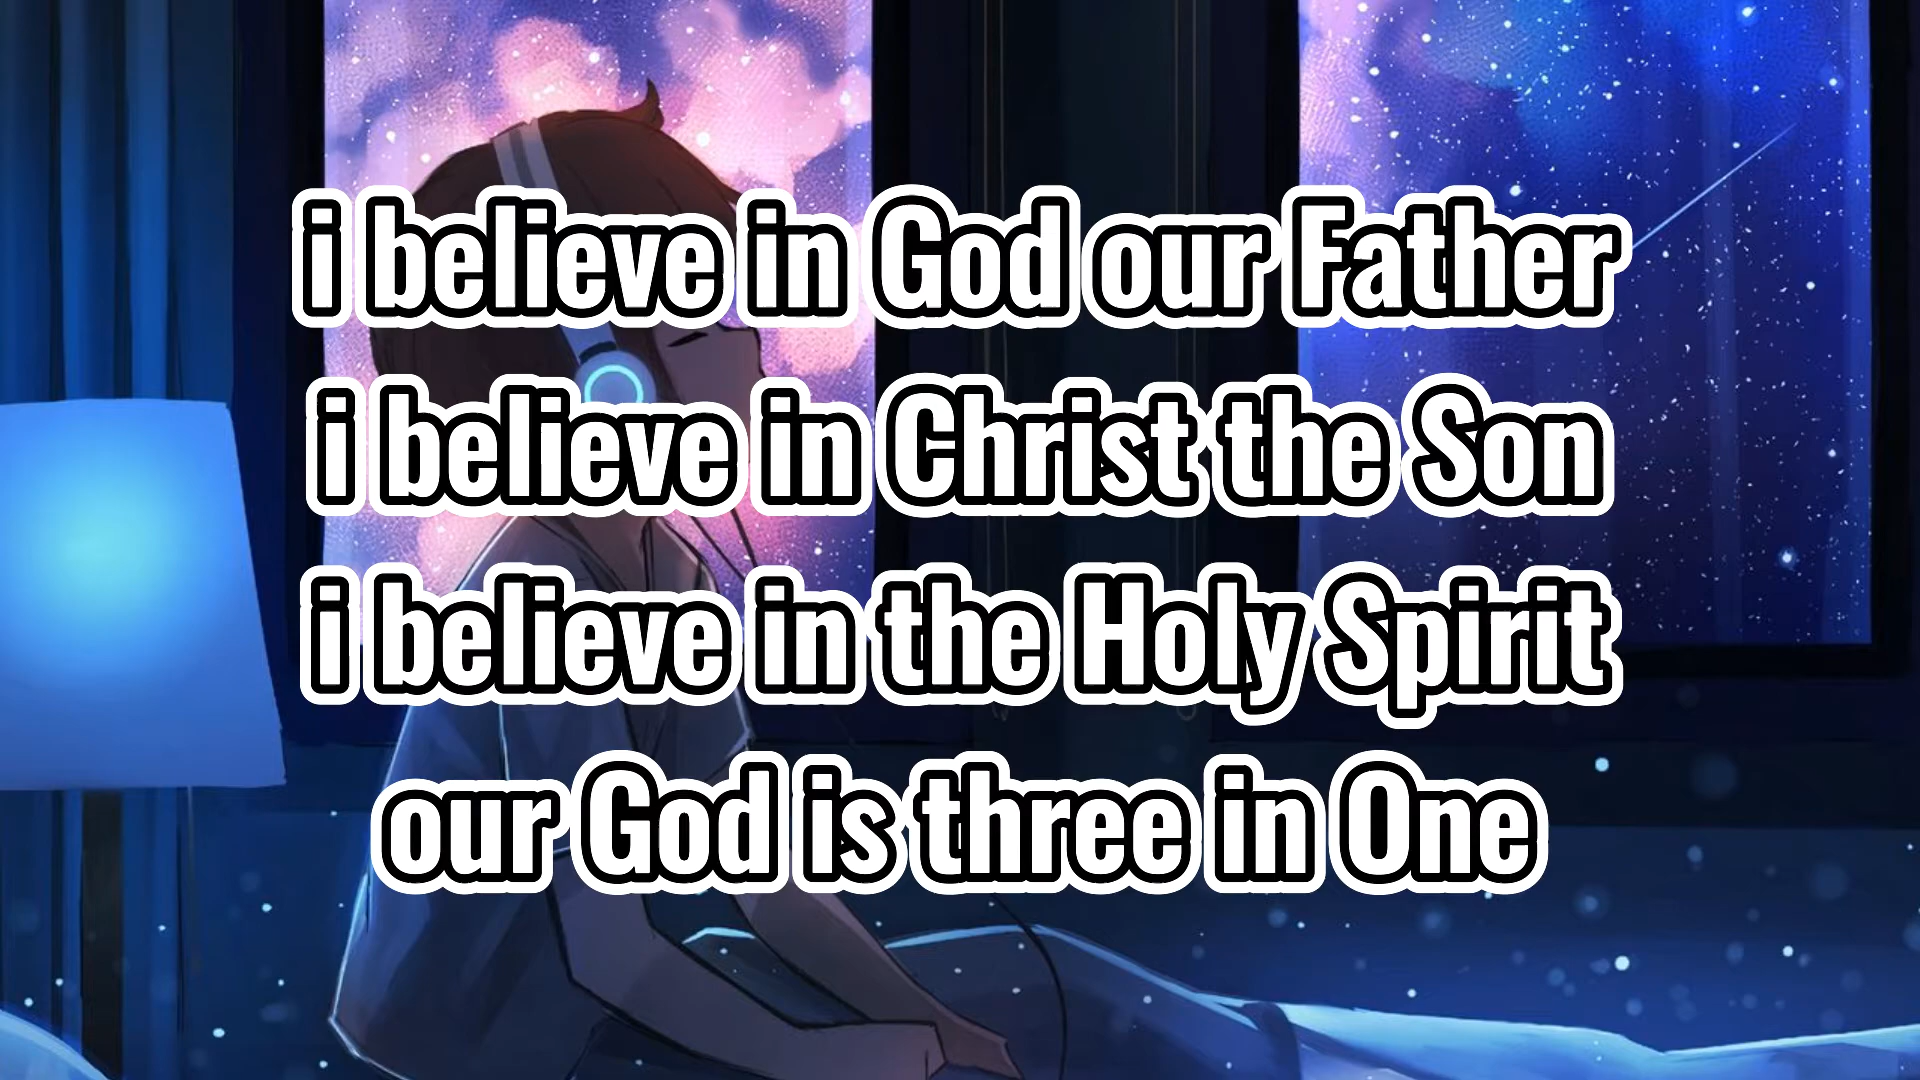 i believe in God our Father
i believe in Christ the Son
i believe in the Holy Spirit
our God is three in One